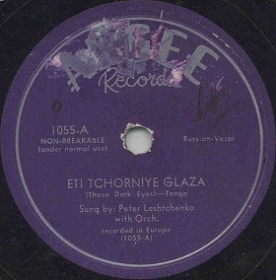 Record
1055-A
NON-BREAKABLE
(under normal use)
Russian-Vocal
ETI TCHORNIYE GLAZA
(Those Dark Eyes)—Tango
Sung by: Peter Leshtchenko
with Orch.
recorded in Europe
(1055-A)